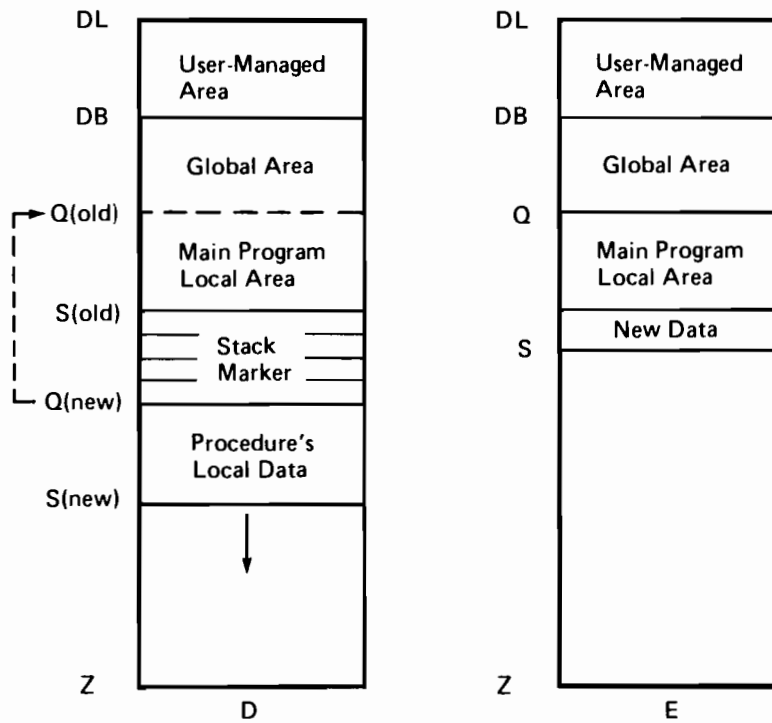 DL
User-Managed
Area
DB
Global Area
Q(old)
Main Program
Local Area
S(old)
Stack
Marker
Q(new)
Procedure's
Local Data
S(new)
Z
D
DL
User-Managed
Area
DB
Global Area
Q
Main Program
Local Area
New Data
S
Z
E